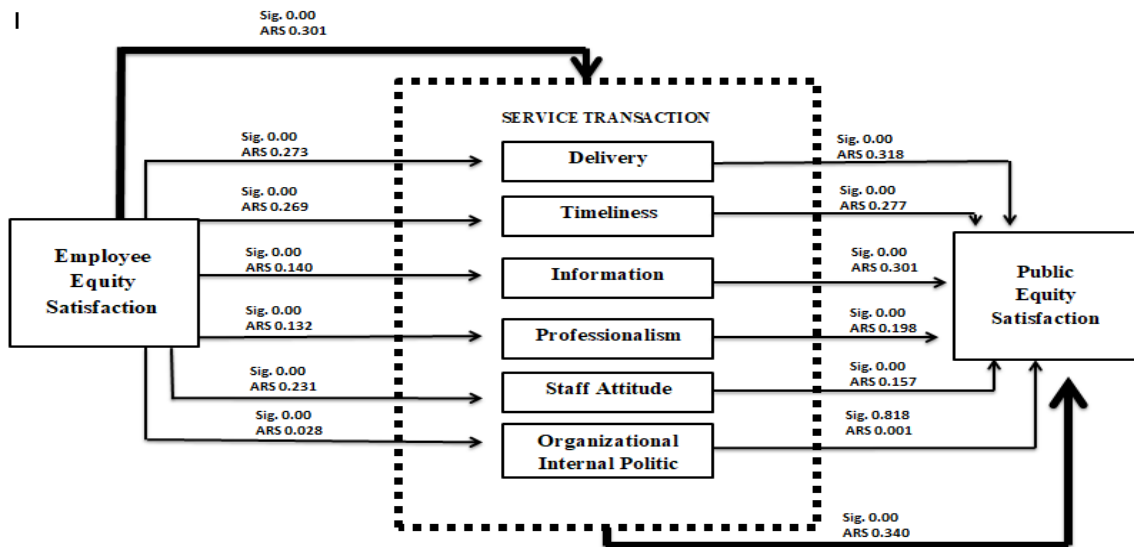 I
Sig. 0.00
ARS 0.301
SERVICE TRANSACTION
Sig. 0.00
ARS 0.273
Delivery
Sig. 0.00
ARS 0.318
Sig. 0.00
ARS 0.269
Timeliness
Sig. 0.00
ARS 0.277
Employee
Equity
Satisfaction
Sig. 0.00
ARS 0.140
Information
Sig. 0.00
ARS 0.301
Public
Equity
Satisfaction
Sig. 0.00
ARS 0.132
Professionalism
Sig. 0.00
ARS 0.198
Sig. 0.00
ARS 0.231
Staff Attitude
Sig. 0.00
ARS 0.157
Sig. 0.00
ARS 0.028
Organizational
Internal Politic
Sig. 0.818
ARS 0.001
Sig. 0.00
ARS 0.340